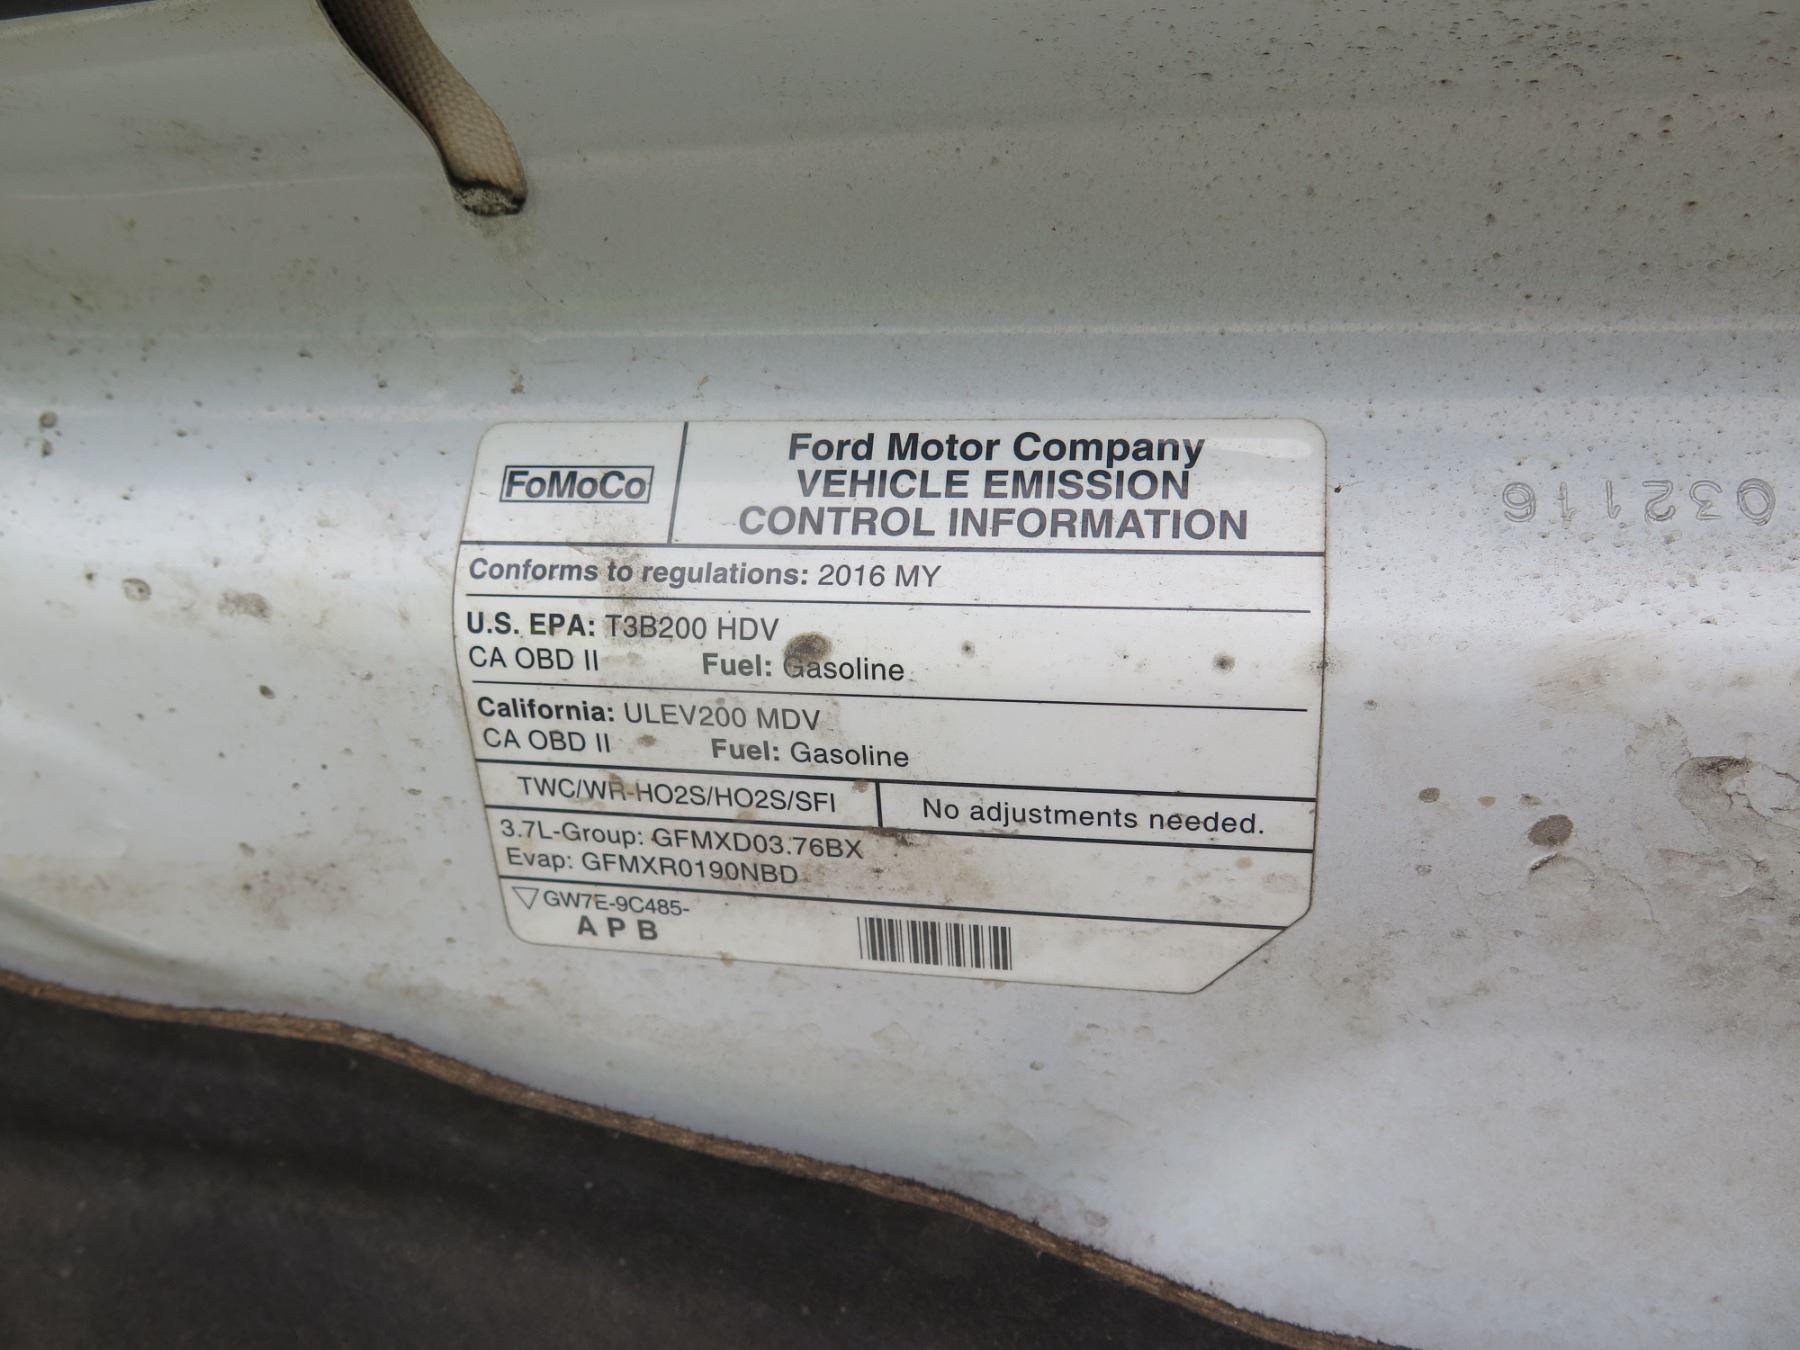 FoMoCo
Ford Motor Company
VEHICLE EMISSION
CONTROL INFORMATION
Conforms to regulations: 2016 MY
U.S. EPA: T3B200 HDV
CA OBD II Fuel: Gasoline
California: ULEV200 MDV
CA OBD II Fuel: Gasoline
TWC/WR-HO2S/HO2S/SFI No adjustments needed.
3.7L-Group: GFMXD03.76BX
Evap: GFMXR0190NBD
GW7E-9C485-
A P B
032116